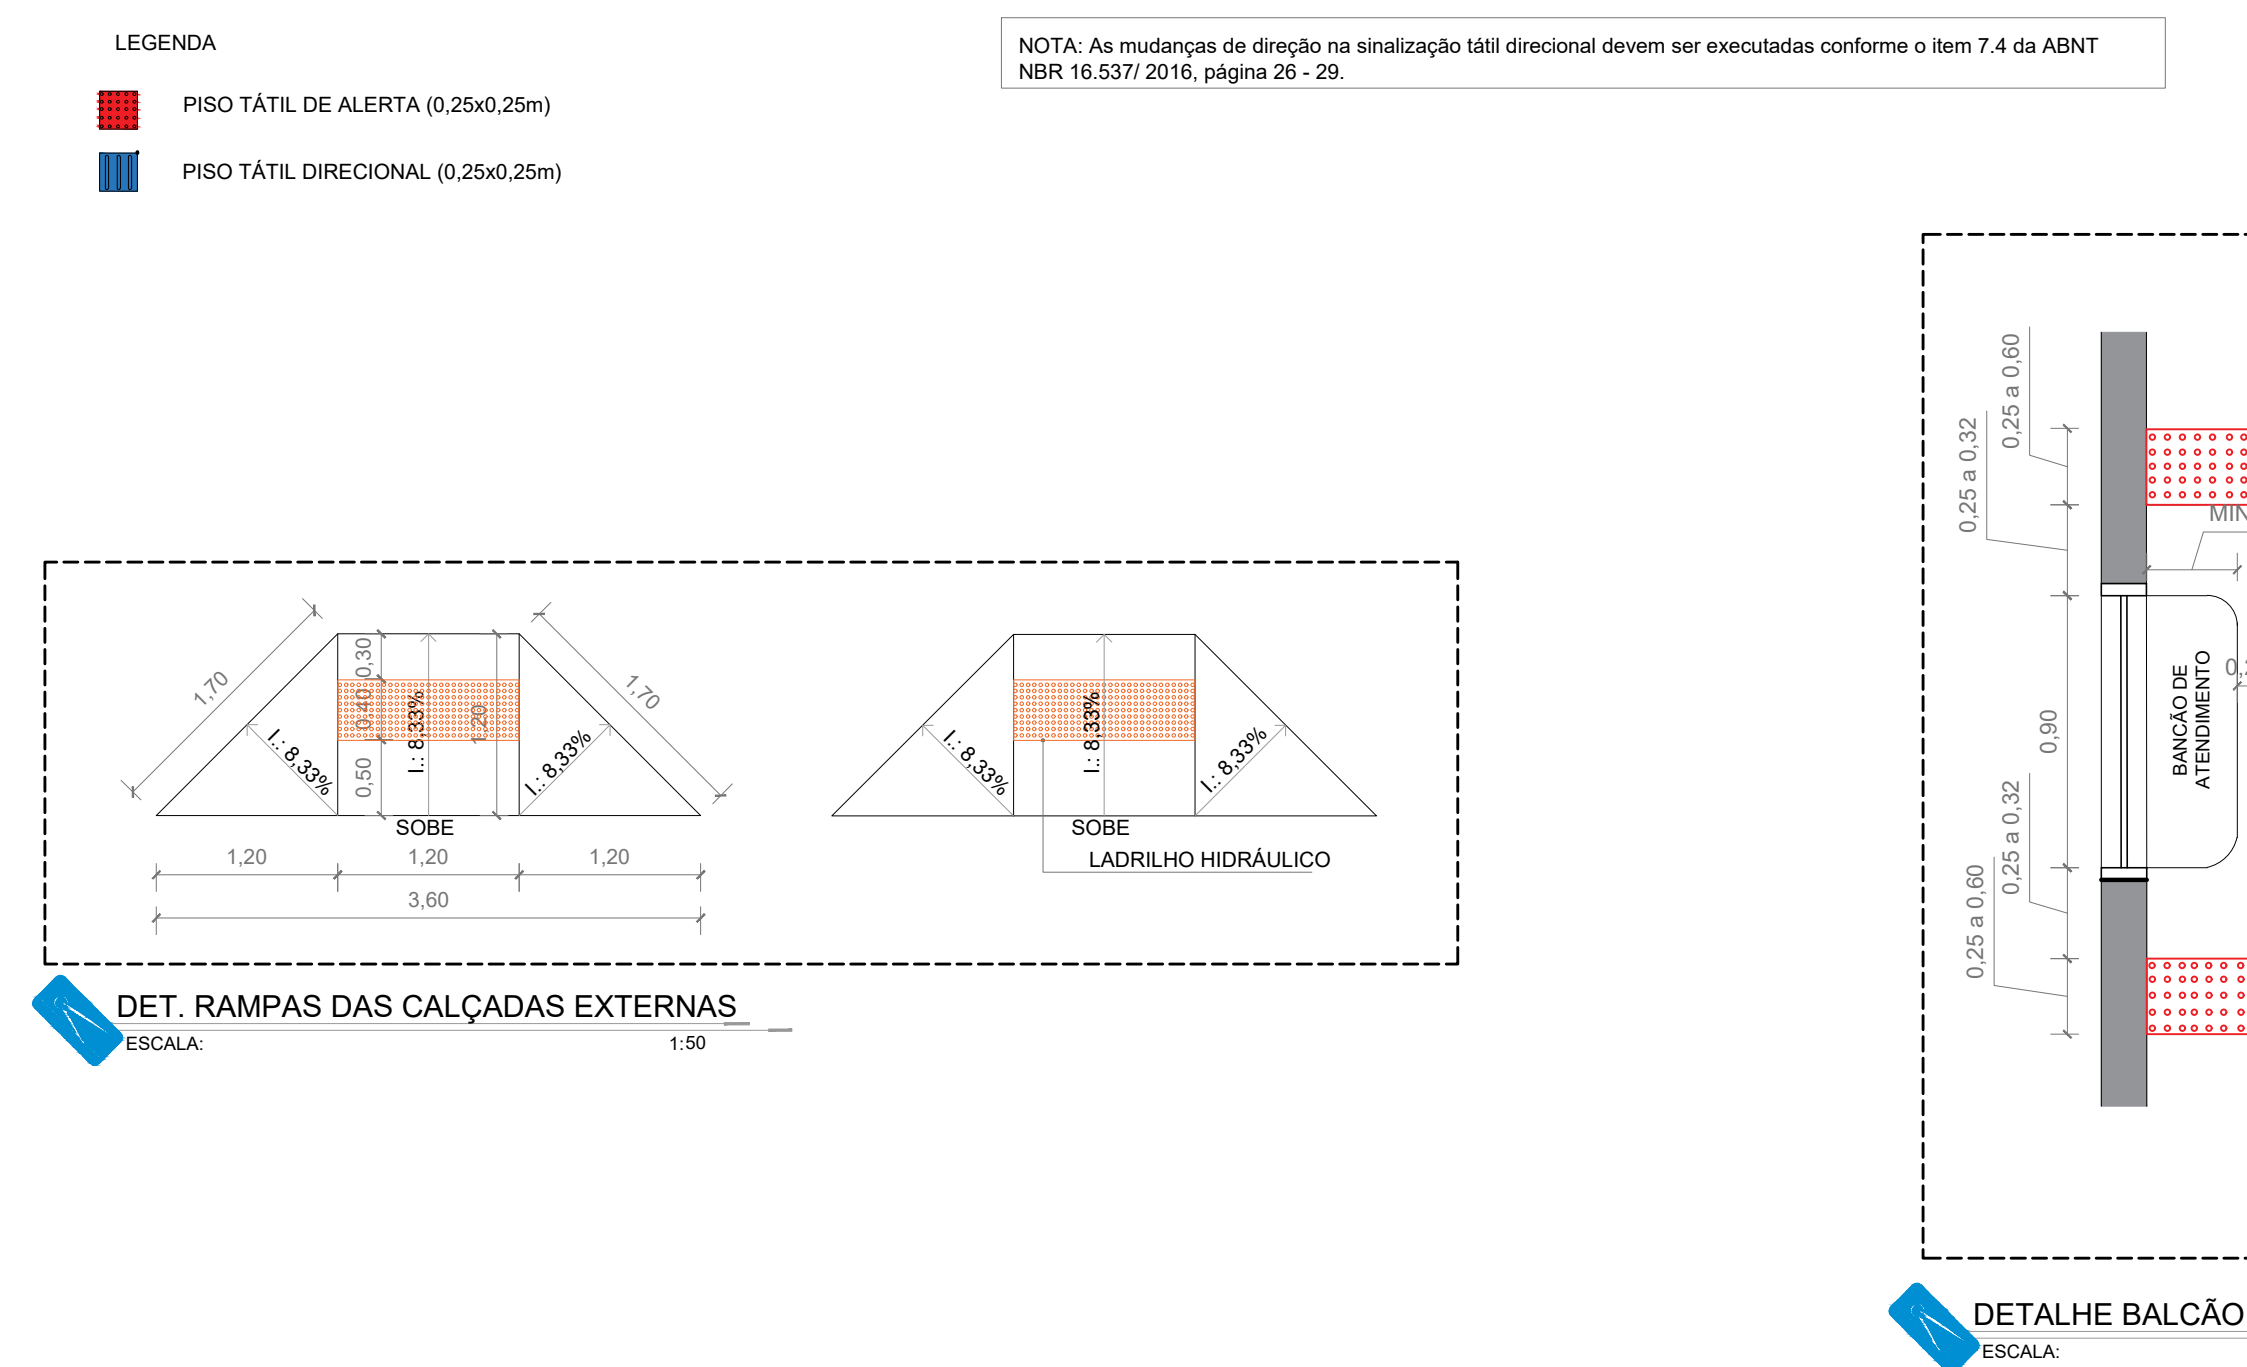 LEGENDA
PISO TÁTIL DE ALERTA (0,25x0,25m)
PISO TÁTIL DIRECIONAL (0,25x0,25m)
NOTA: As mudanças de direção na sinalização tátil direcional devem ser executadas conforme o item 7.4 da ABNT
NBR 16.537/ 2016, página 26 - 29.
1,70
0,30
0,40
0,50
I.: 8,33%
I.: 8,33%
1,20
I.: 8,33%
1,70
SOBE
1,20
1,20
1,20
3,60
I.: 8,33%
I.: 8,33%
I.: 8,33%
SOBE
LADRILHO HIDRÁULICO
DET. RAMPAS DAS CALÇADAS EXTERNAS
ESCALA:
1:50
0,25 a 0,60
0,25 a 0,32
0,90
BANCÃO DE
ATENDIMENTO
0,25 a 0,32
0,25 a 0,60
DETALHE BALCÃO
ESCALA: